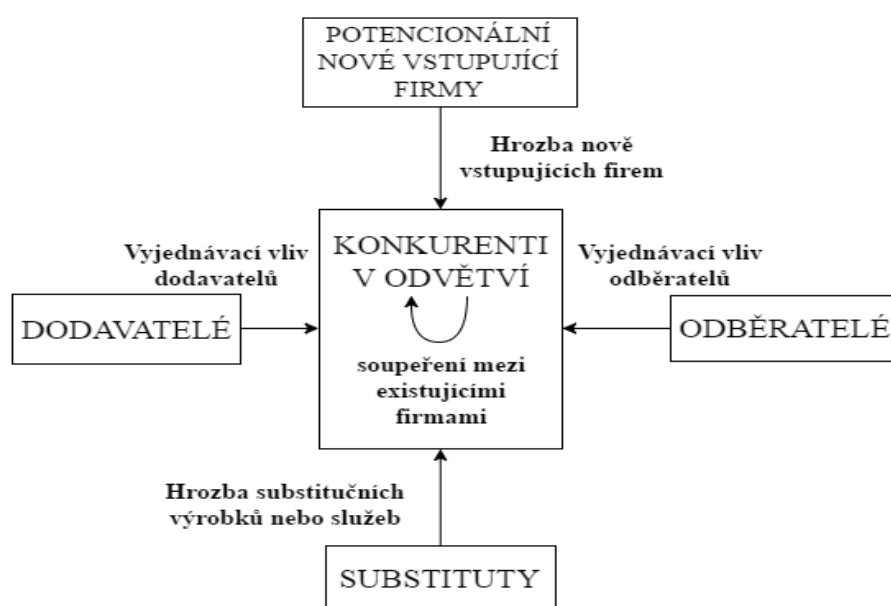 POTENCIONÁLNÍ
NOVÉ VSTUPUJÍCÍ
FIRMY
Hrozba nově
vstupujících firem
Vyjednávací vliv
dodavatelů
KONKURENTI
V ODVĚTVÍ
Vyjednávací vliv
odběratelů
DODAVATELÉ
ODBĚRATELÉ
soupeření mezi
existujícími
firmami
Hrozba substitučních
výrobků nebo služeb
SUBSTITUTY